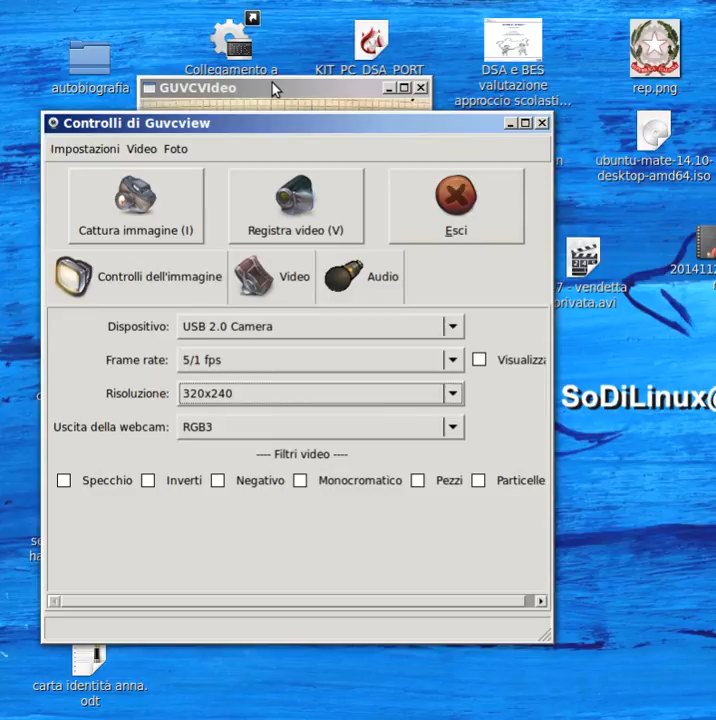 Collegamento a
KIT_PC_DSA_PORT
DSA e BES
valutazione
approccio scolasti...
rep.png
autobiografia
ubuntu-mate-14.10-
desktop-amd64.iso
GUVCVIdeo
Controlli di Guvcview
Impostazioni Video Foto
Cattura immagine (I)
Registra video (V)
Esci
Controlli dell'immagine
Video
Audio
Dispositivo: USB 2.0 Camera
Frame rate: 5/1 fps
Visualizza
Risoluzione: 320x240
Uscita della webcam: RGB3
---- Filtri video ----
Specchio Inverti Negativo Monocromatico Pezzi Particelle
7 - vendetta
privata.avi
2014112
SoDiLinux@
carta identità anna.
odt